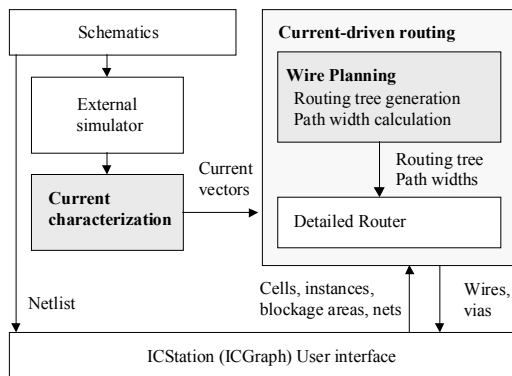 Schematics
External
simulator
Current
characterization
Current
vectors
Current-driven routing
Wire Planning
Routing tree generation
Path width calculation
Routing tree
Path widths
Detailed Router
Netlist
Cells, instances,
blockage areas, nets
Wires,
vias
ICStation (ICGraph) User interface